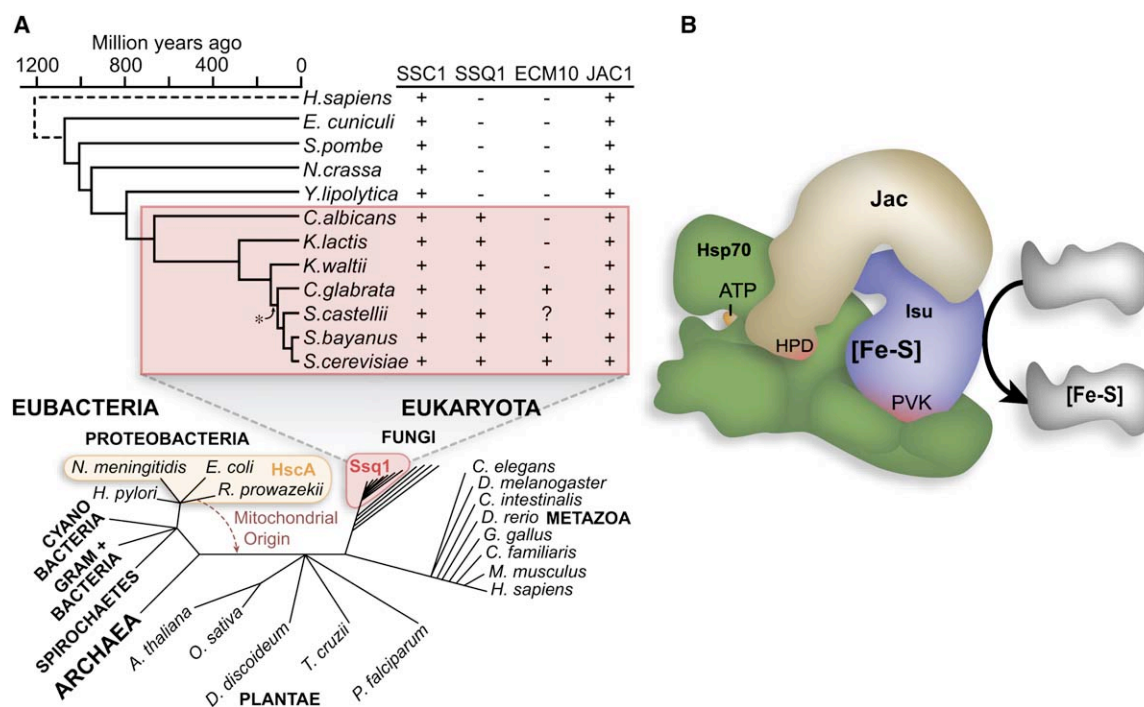 A
Million years ago
1200 800 400 0
SSC1 SSQ1 ECM10 JAC1
H.sapiens + - - +
E. cuniculi + - - +
S.pombe + - - +
N.crassa + - - +
Y.lipolytica + - - +
C.albicans + + - +
K.lactis + + - +
K.waltii + + - +
C.glabrata + + + +
*
S.castellii + + ? +
S.bayanus + + + +
S.cerevisiae + + + +
EUBACTERIA
EUKARYOTA
PROTEOBACTERIA
FUNGI
N. meningitidis E. coli HscA
H. pylori R. prowazekii
Ssq1
Mitochondrial
Origin
CYANO
BACTERIA
GRAM +
BACTERIA
SPIROCHAETES
ARCHAEA
C. elegans
D. melanogaster
C. intestinalis
D. rerio METAZOA
G. gallus
C. familiaris
M. musculus
H. sapiens
A. thaliana
O. sativa
D. discoideum
T. cruzii
P. falciparum
PLANTAE
B
Jac
Hsp70
ATP
Isu
HPD
[Fe-S]
PVK
[Fe-S]